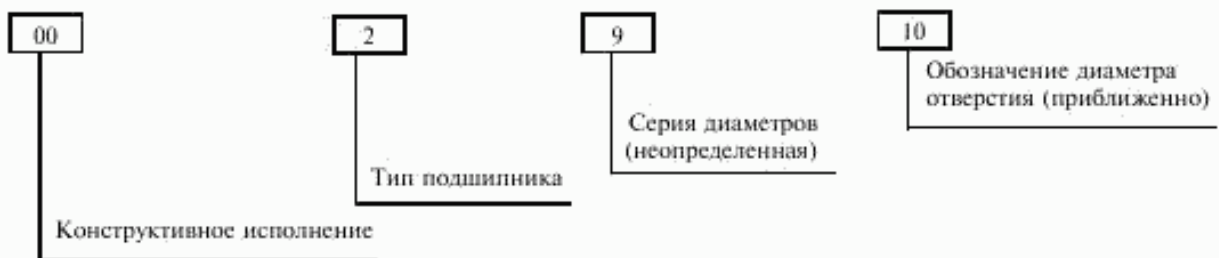 00 2 9 10
Обозначение диаметра
отверстия (приближенно)
Серия диаметров
(неопределенная)
Тип подшипника
Конструктивное исполнение